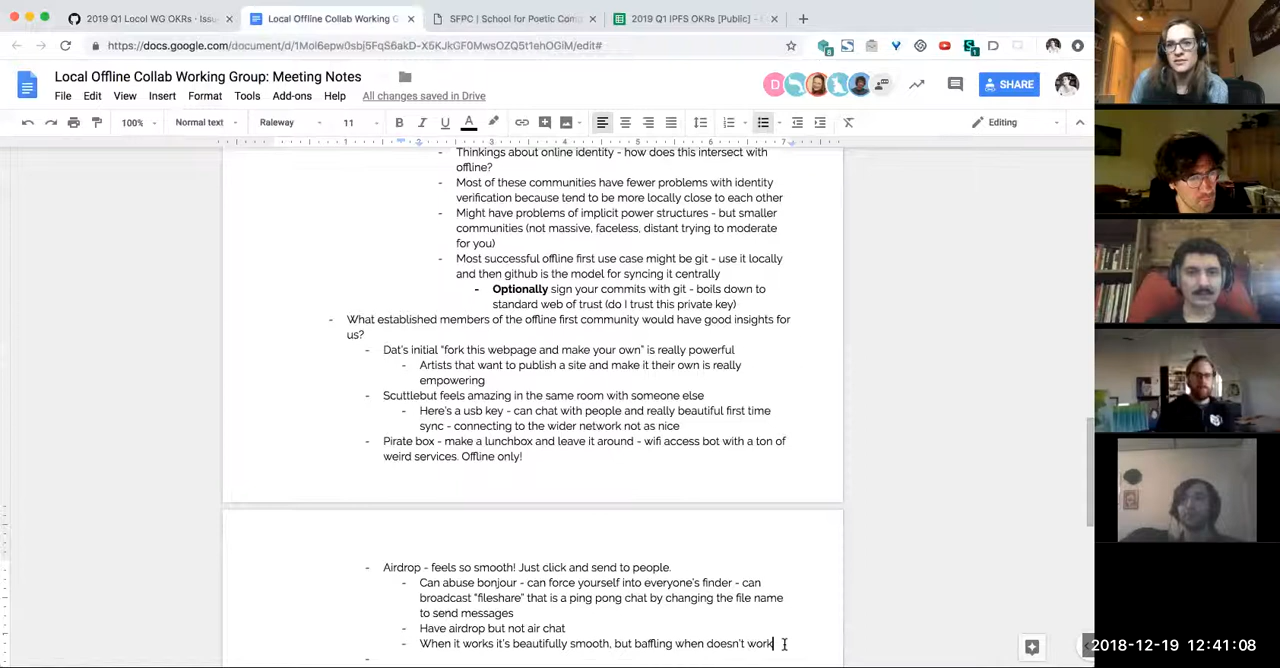 2019 Q1 Locol WG OKRs · Issu
Local Offline Collab Working G
SFPC | School for Poetic Com
2019 Q1 IPFS OKRs [Public] -
Local Offline Collab Working Group: Meeting Notes
File Edit View Insert Format Tools Add-ons Help All changes saved in Drive
D
SHARE
100% Normal text Raleway 11 B I U A Editing
1 2 3 4 5 6 7
Thinkings about online identity - how does this intersect with
offline?
- Most of these communities have fewer problems with identity
verification because tend to be more locally close to each other
- Might have problems of implicit power structures - but smaller
communities (not massive, faceless, distant trying to moderate
for you)
- Most successful offline first use case might be git - use it locally
and then github is the model for syncing it centrally
- Optionally sign your commits with git - boils down to
standard web of trust (do I trust this private key)
- What established members of the offline first community would have good insights for
us?
- Dat's initial "fork this webpage and make your own" is really powerful
- Artists that want to publish a site and make it their own is really
empowering
- Scuttlebut feels amazing in the same room with someone else
- Here's a usb key - can chat with people and really beautiful first time
sync - connecting to the wider network not as nice
- Pirate box - make a lunchbox and leave it around - wifi access bot with a ton of
weird services. Offline only!
- Airdrop - feels so smooth! Just click and send to people.
- Can abuse bonjour - can force yourself into everyone's finder - can
broadcast "fileshare" that is a ping pong chat by changing the file name
to send messages
- Have airdrop but not air chat
- When it works it's beautifully smooth, but baffling when doesn't work
-
2018-12-19 12:41:08